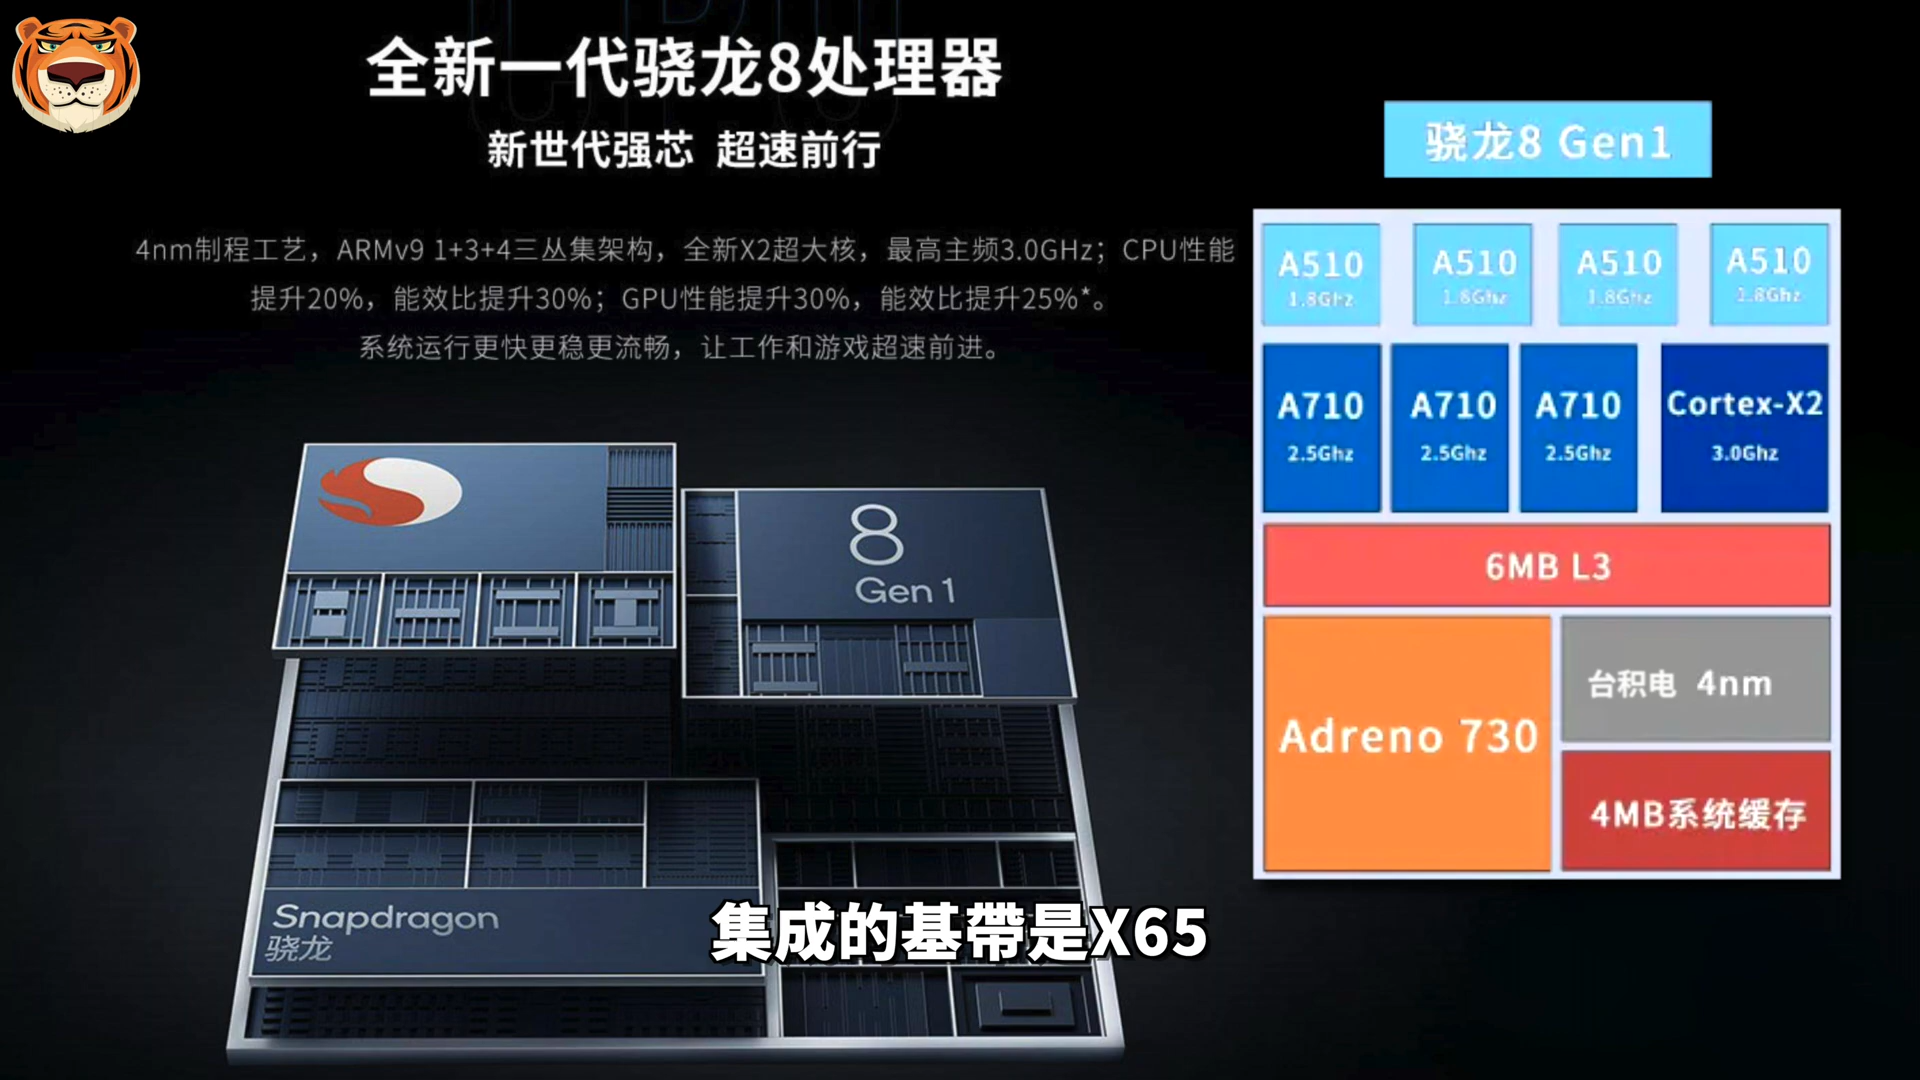 全新一代骁龙8处理器
新世代强芯 超速前行
4nm制程工艺，ARMv9 1+3+4三丛集架构，全新X2超大核，最高主频3.0GHz；CPU性能
提升20%，能效比提升30%；GPU性能提升30%，能效比提升25%*。
系统运行更快更稳更流畅，让工作和游戏超速前进。
8
Gen 1
Snapdragon
骁龙
骁龙8 Gen1
A510 A510 A510 A510
1.8Ghz 1.8Ghz 1.8Ghz 1.8Ghz
A710 A710 A710 Cortex-X2
2.5Ghz 2.5Ghz 2.5Ghz 3.0Ghz
6MB L3
Adreno 730
台积电 4nm
4MB系统缓存
集成的基帶是X65